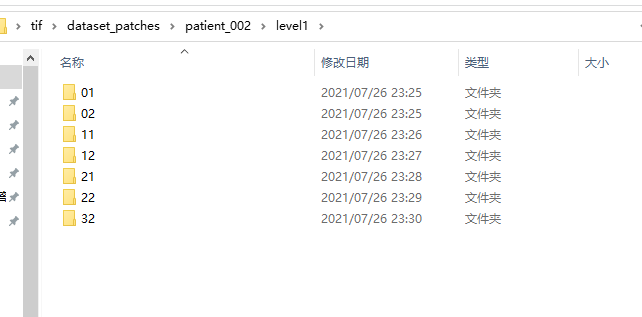 tif > dataset_patches > patient_002 > level1 >
名称 修改日期 类型 大小
01 2021/07/26 23:25 文件夹
02 2021/07/26 23:25 文件夹
11 2021/07/26 23:26 文件夹
12 2021/07/26 23:27 文件夹
21 2021/07/26 23:28 文件夹
22 2021/07/26 23:29 文件夹
32 2021/07/26 23:30 文件夹